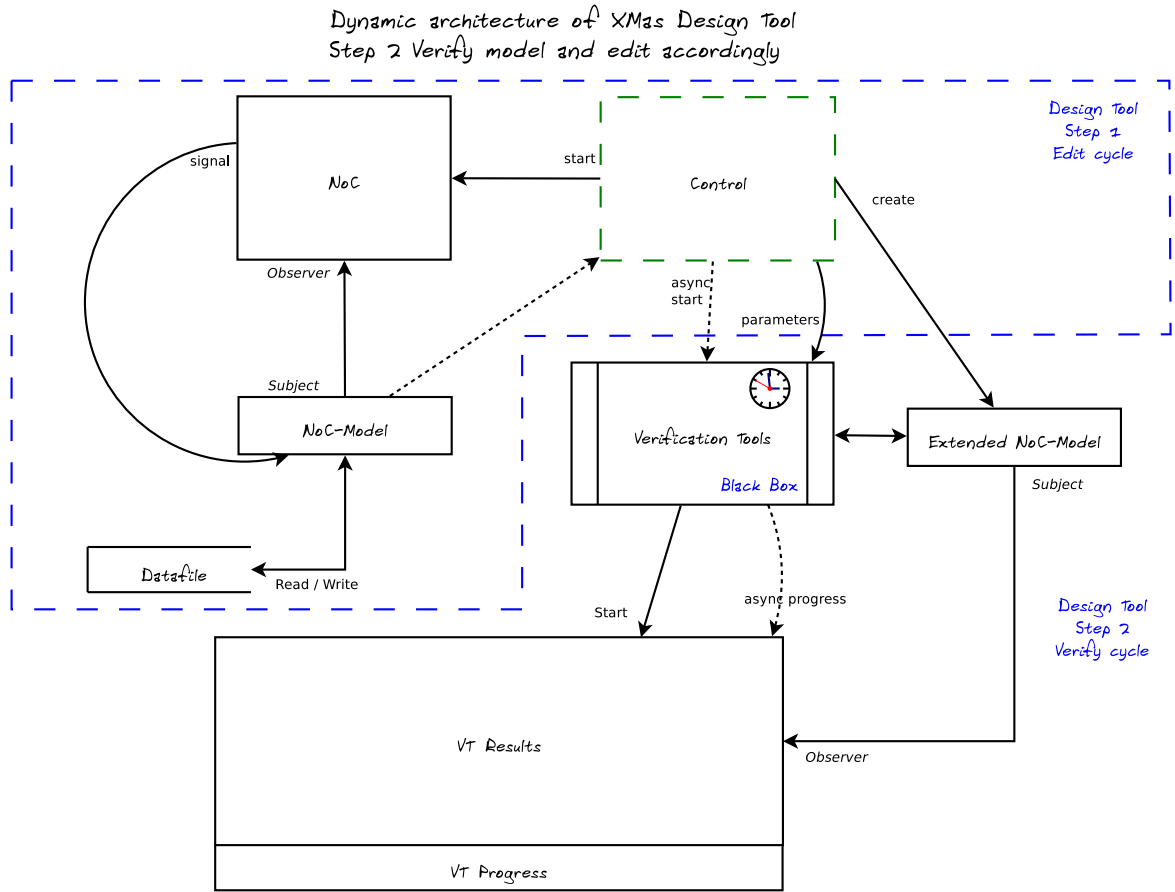 Dynamic architecture of XMas Design Tool
Step 2 Verify model and edit accordingly
Design Tool
Step 1
Edit cycle
signal
NoC
start
Control
create
Observer
async
start
parameters
Subject
NoC-Model
Verification Tools
Black Box
Extended NoC-Model
Subject
Datafile
Read / Write
Start
async progress
Design Tool
Step 2
Verify cycle
VT Results
Observer
VT Progress